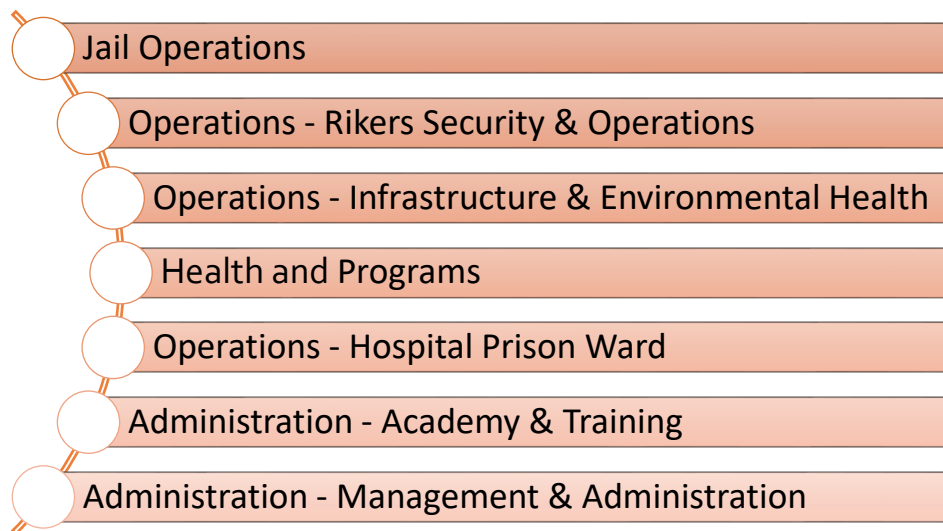 Jail Operations
Operations - Rikers Security & Operations
Operations - Infrastructure & Environmental Health
Health and Programs
Operations - Hospital Prison Ward
Administration - Academy & Training
Administration - Management & Administration